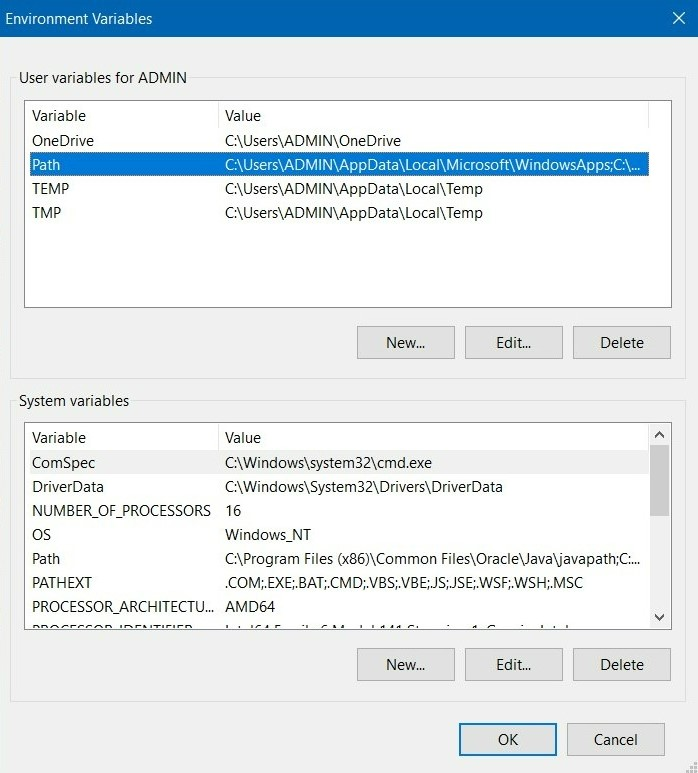 Environment Variables
User variables for ADMIN
Variable Value
OneDrive C:\Users\ADMIN\OneDrive
Path C:\Users\ADMIN\AppData\Local\Microsoft\WindowsApps;C:\...
TEMP C:\Users\ADMIN\AppData\Local\Temp
TMP C:\Users\ADMIN\AppData\Local\Temp
New... Edit... Delete
System variables
Variable Value
ComSpec C:\Windows\system32\cmd.exe
DriverData C:\Windows\System32\Drivers\DriverData
NUMBER_OF_PROCESSORS 16
OS Windows_NT
Path C:\Program Files (x86)\Common Files\Oracle\Java\javapath;C:...
PATHEXT .COM;.EXE;.BAT;.CMD;.VBS;.VBE;JS;JSE;.WSF;.WSH;.MSC
PROCESSOR_ARCHITECTU... AMD64
New... Edit... Delete
OK Cancel